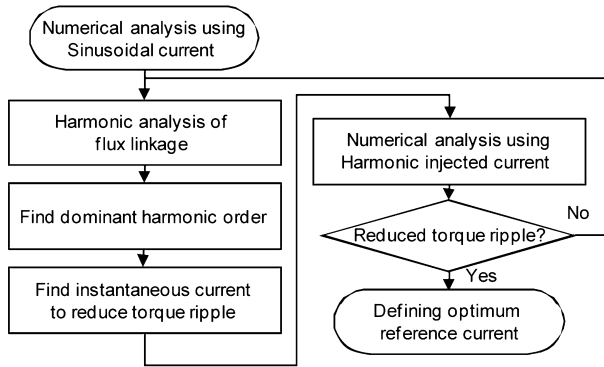 Numerical analysis using
Sinusoidal current
Harmonic analysis of
flux linkage
Find dominant harmonic order
Find instantaneous current
to reduce torque ripple
Numerical analysis using
Harmonic injected current
No
Reduced torque ripple?
Yes
Defining optimum
reference current